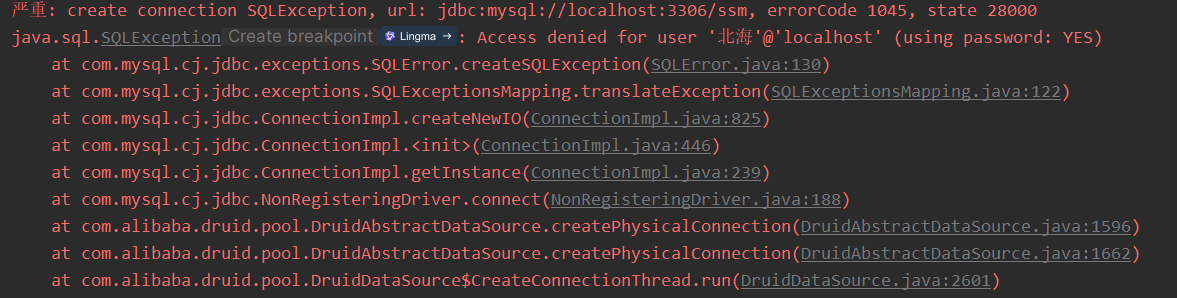 严重: create connection SQLException, url: jdbc:mysql://localhost:3306/ssm, errorCode 1045, state 28000
java.sql.SQLException Create breakpoint Lingma → : Access denied for user '北海'@'localhost' (using password: YES)
at com.mysql.cj.jdbc.exceptions.SQLError.createSQLException(SQLError.java:130)
at com.mysql.cj.jdbc.exceptions.SQLExceptionsMapping.translateException(SQLExceptionsMapping.java:122)
at com.mysql.cj.jdbc.ConnectionImpl.createNewIO(ConnectionImpl.java:825)
at com.mysql.cj.jdbc.ConnectionImpl.<init>(ConnectionImpl.java:446)
at com.mysql.cj.jdbc.ConnectionImpl.getInstance(ConnectionImpl.java:239)
at com.mysql.cj.jdbc.NonRegisteringDriver.connect(NonRegisteringDriver.java:188)
at com.alibaba.druid.pool.DruidAbstractDataSource.createPhysicalConnection(DruidAbstractDataSource.java:1596)
at com.alibaba.druid.pool.DruidAbstractDataSource.createPhysicalConnection(DruidAbstractDataSource.java:1662)
at com.alibaba.druid.pool.DruidDataSource$CreateConnectionThread.run(DruidDataSource.java:2601)